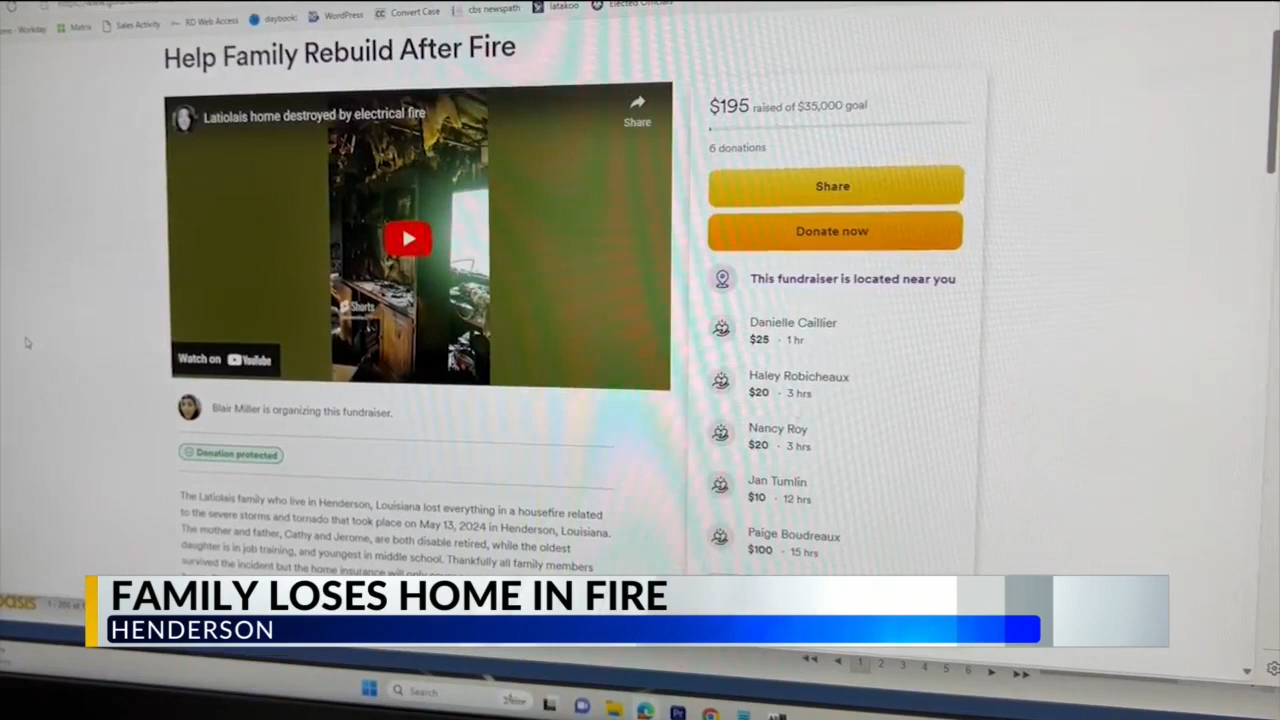 Workday
Matrix
Sales Activity
RD Web Access
daybook!
WordPress
CC Convert Case
cbs newspath
latakoo
Elected Officials
Help Family Rebuild After Fire
Latiolais home destroyed by electrical fire
Share
Shorts
Watch on YouTube
$195 raised of $35,000 goal
6 donations
Share
Donate now
This fundraiser is located near you
Danielle Caillier
$25 · 1 hr
Haley Robicheaux
$20 · 3 hrs
Nancy Roy
$20 · 3 hrs
Jan Tumlin
$10 · 12 hrs
Paige Boudreaux
$100 · 15 hrs
Blair Miller is organizing this fundraiser.
Donation protected
The Latiolais family who live in Henderson, Louisiana lost everything in a housefire related
to the severe storms and tornado that took place on May 13, 2024 in Henderson, Louisiana.
The mother and father, Cathy and Jerome, are both disable retired, while the oldest
daughter is in job training, and youngest in middle school. Thankfully all family members
survived the incident but the home insurance will only
FAMILY LOSES HOME IN FIRE
HENDERSON
1 2 3 4 5 6
Search